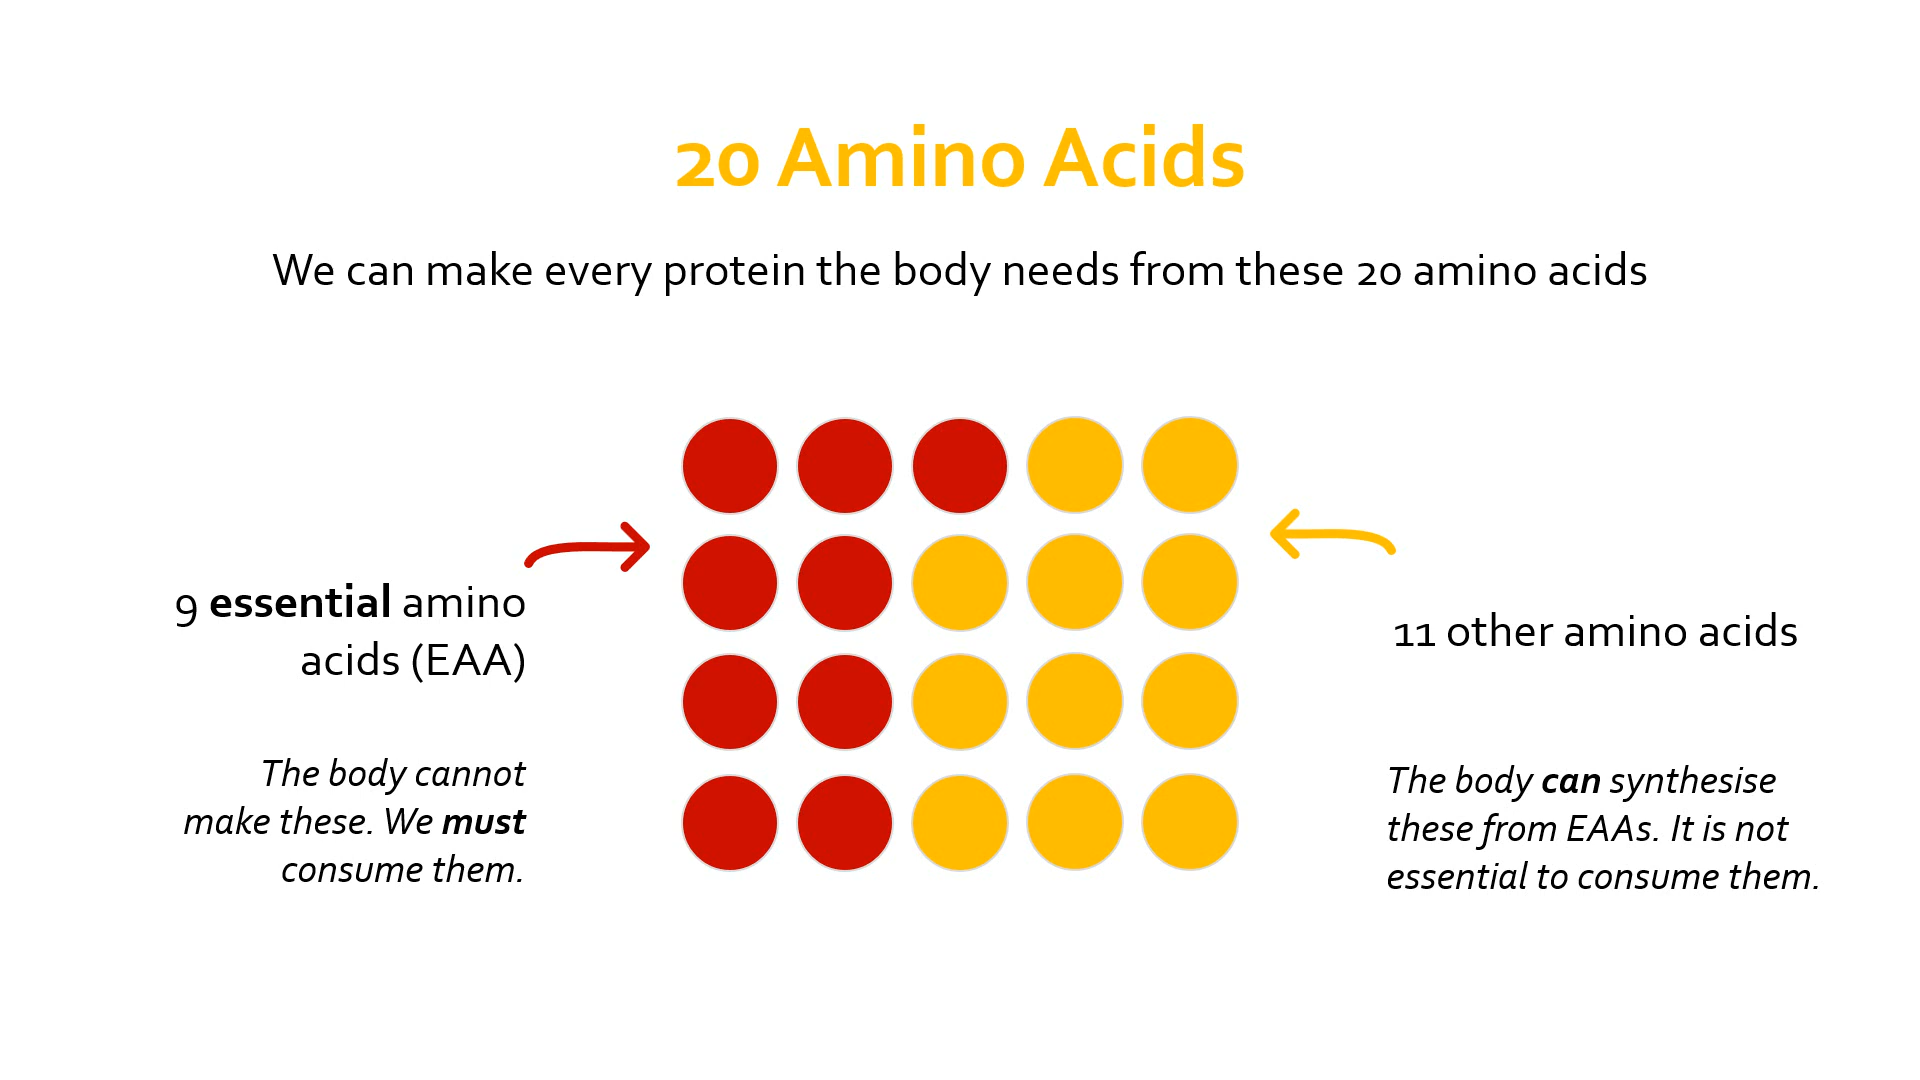 20 Amino Acids
We can make every protein the body needs from these 20 amino acids
9 essential amino
acids (EAA)
The body cannot
make these. We must
consume them.
11 other amino acids
The body can synthesise
these from EAAs. It is not
essential to consume them.